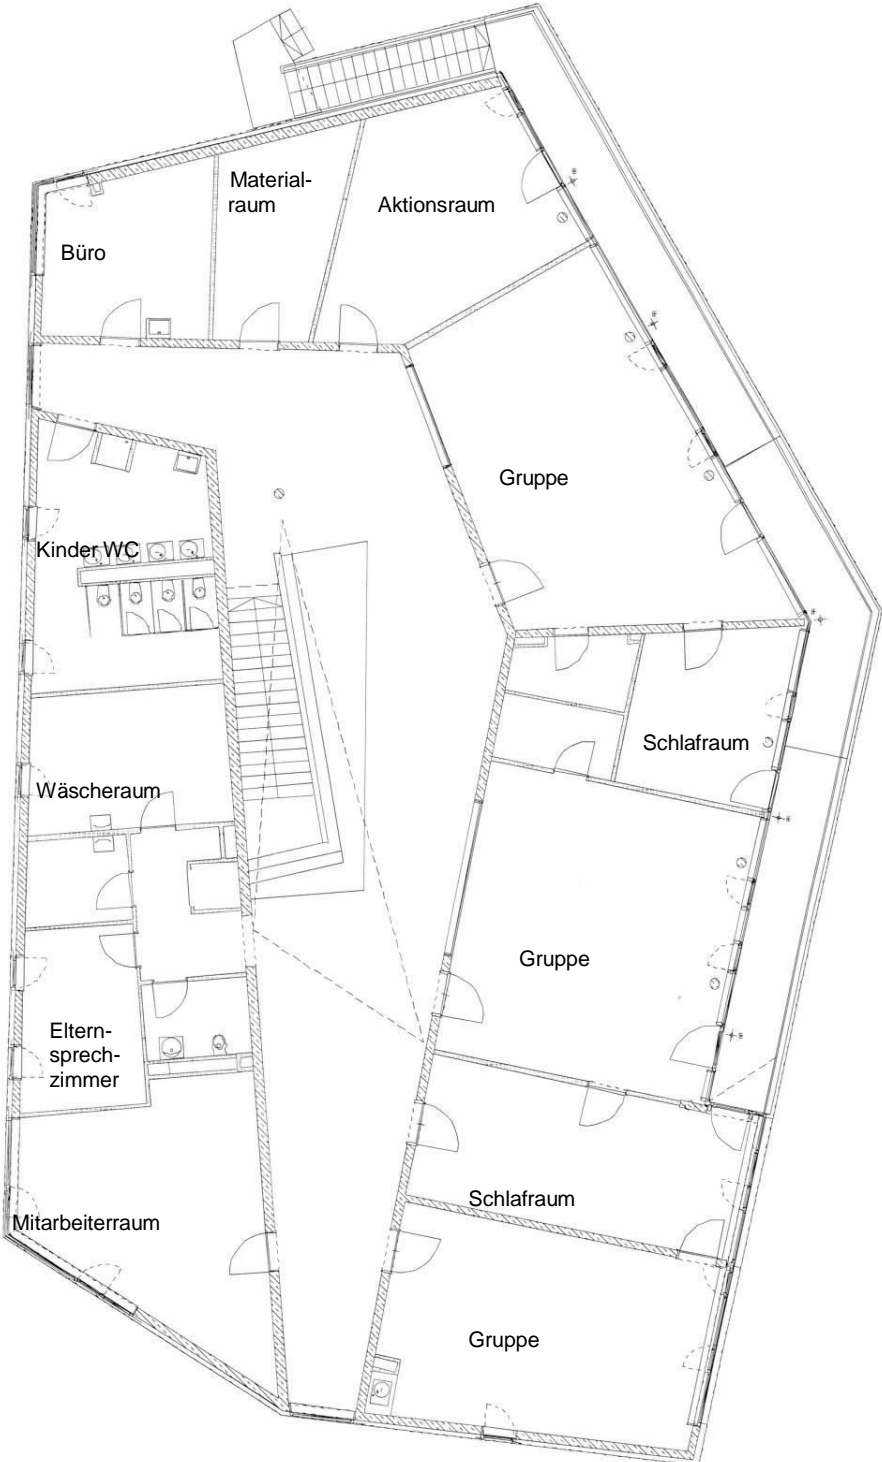 Material-
raum
Aktionsraum
Büro
Gruppe
Kinder WC
Schlafraum
Wäscheraum
Gruppe
Eltern-
sprech-
zimmer
Schlafraum
Mitarbeiterraum
Gruppe